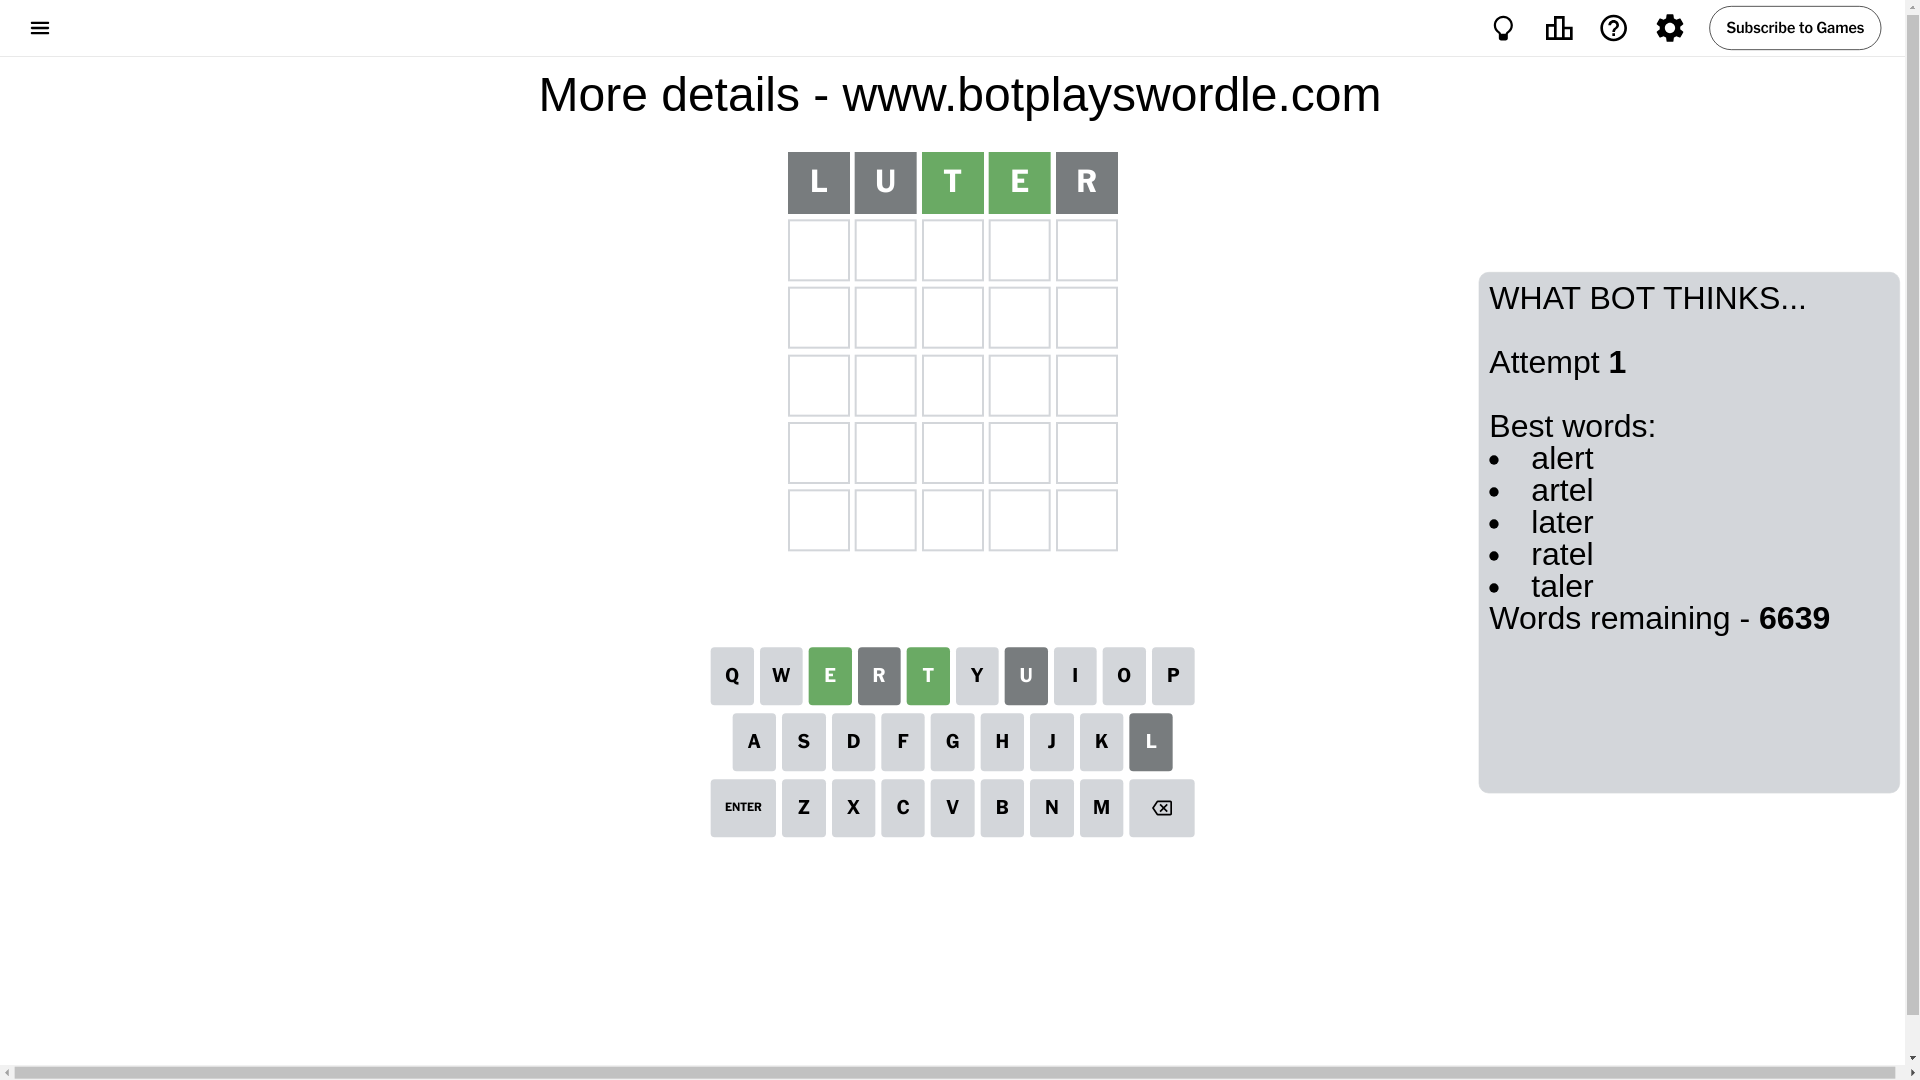 Subscribe to Games
More details - www.botplayswordle.com
L U T E R
WHAT BOT THINKS...
Attempt 1
Best words:
• alert
• artel
• later
• ratel
• taler
Words remaining - 6639
Q W E R T Y U I O P
A S D F G H J K L
ENTER Z X C V B N M